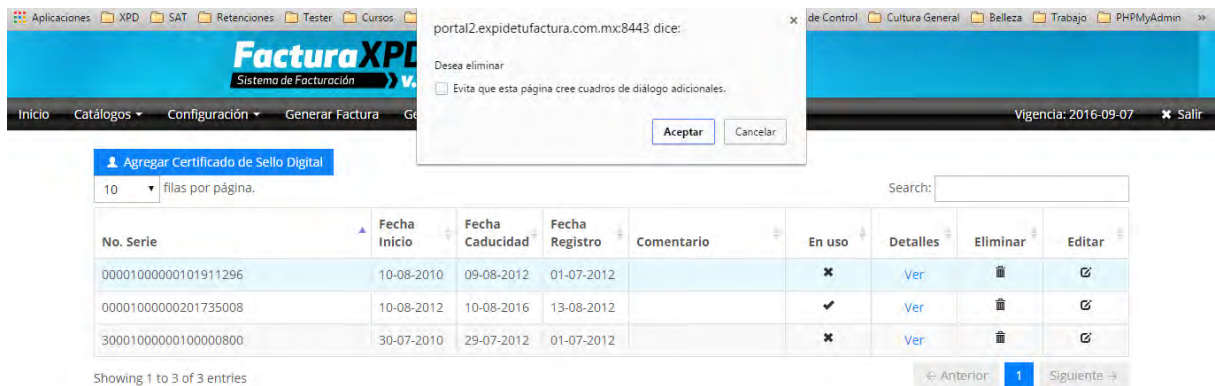 Aplicaciones XPD SAT Retenciones Tester Cursos de Control Cultura General Belleza Trabajo PHPMyAdmin »
portal2.expidetufactura.com.mx:8443 dice:
Desea eliminar
Evita que esta página cree cuadros de diálogo adicionales.
Aceptar Cancelar
FacturaXPD
Sistema de Facturación v.
Inicio Catálogos Configuración Generar Factura Ge Vigencia: 2016-09-07 Salir
Agregar Certificado de Sello Digital
10 filas por página. Search:
No. Serie Fecha Inicio Fecha Caducidad Fecha Registro Comentario En uso Detalles Eliminar Editar
00001000000101911296 10-08-2010 09-08-2012 01-07-2012 Ver
00001000000201735008 10-08-2012 10-08-2016 13-08-2012 Ver
30001000000100000800 30-07-2010 29-07-2012 01-07-2012 Ver
Showing 1 to 3 of 3 entries ← Anterior 1 Siguiente →